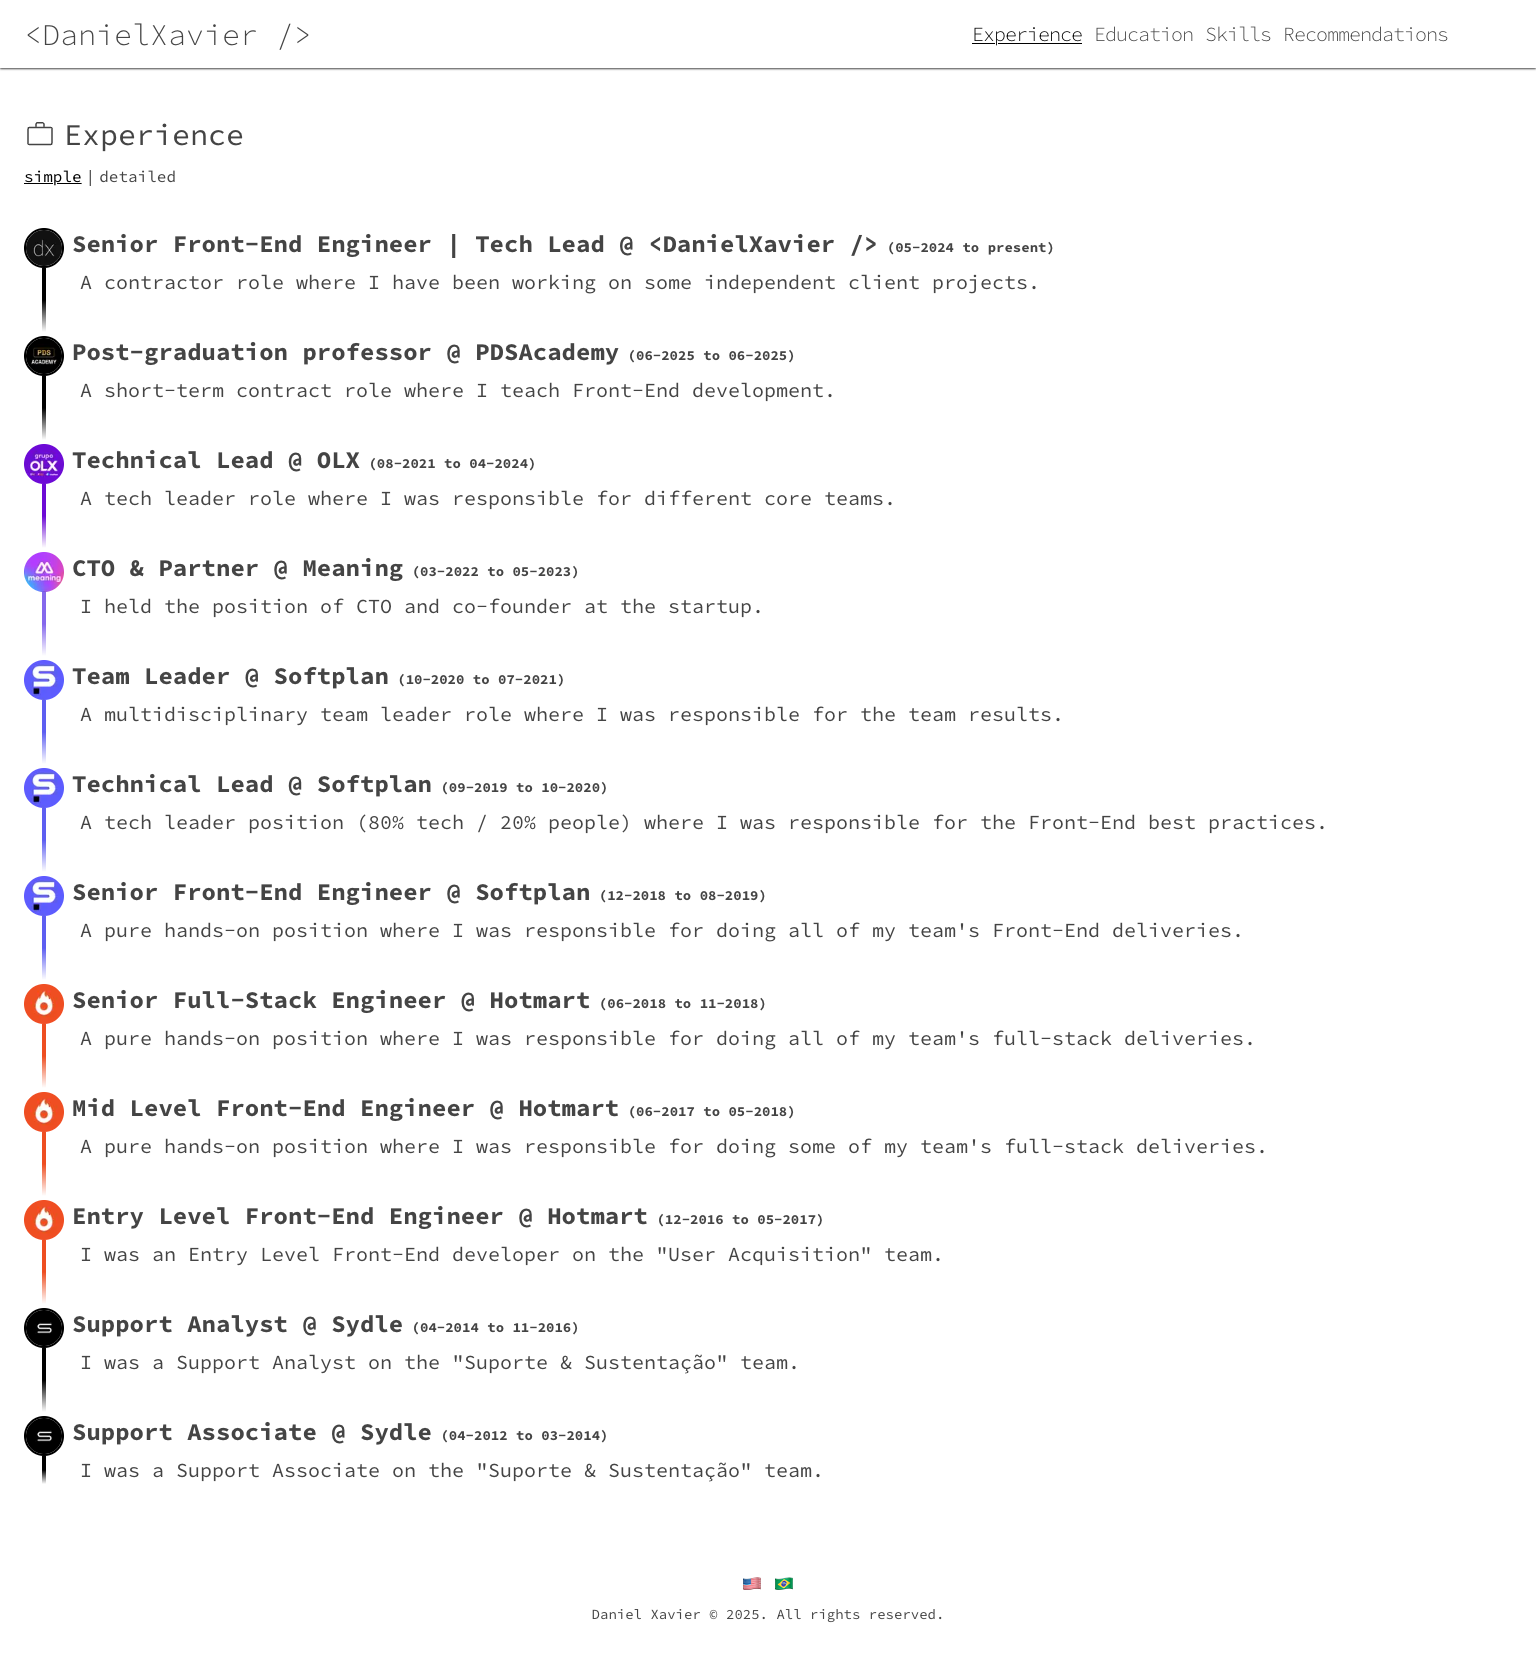 <DanielXavier />
Experience Education Skills Recommendations
Experience
simple | detailed
dx
Senior Front-End Engineer | Tech Lead @ <DanielXavier /> (05-2024 to present)
A contractor role where I have been working on some independent client projects.
PDS
ACADEMY
Post-graduation professor @ PDSAcademy (06-2025 to 06-2025)
A short-term contract role where I teach Front-End development.
grupo
OLX
Technical Lead @ OLX (08-2021 to 04-2024)
A tech leader role where I was responsible for different core teams.
meaning
CTO & Partner @ Meaning (03-2022 to 05-2023)
I held the position of CTO and co-founder at the startup.
Team Leader @ Softplan (10-2020 to 07-2021)
A multidisciplinary team leader role where I was responsible for the team results.
Technical Lead @ Softplan (09-2019 to 10-2020)
A tech leader position (80% tech / 20% people) where I was responsible for the Front-End best practices.
Senior Front-End Engineer @ Softplan (12-2018 to 08-2019)
A pure hands-on position where I was responsible for doing all of my team's Front-End deliveries.
Senior Full-Stack Engineer @ Hotmart (06-2018 to 11-2018)
A pure hands-on position where I was responsible for doing all of my team's full-stack deliveries.
Mid Level Front-End Engineer @ Hotmart (06-2017 to 05-2018)
A pure hands-on position where I was responsible for doing some of my team's full-stack deliveries.
Entry Level Front-End Engineer @ Hotmart (12-2016 to 05-2017)
I was an Entry Level Front-End developer on the "User Acquisition" team.
Support Analyst @ Sydle (04-2014 to 11-2016)
I was a Support Analyst on the "Suporte & Sustentação" team.
Support Associate @ Sydle (04-2012 to 03-2014)
I was a Support Associate on the "Suporte & Sustentação" team.
Daniel Xavier © 2025. All rights reserved.